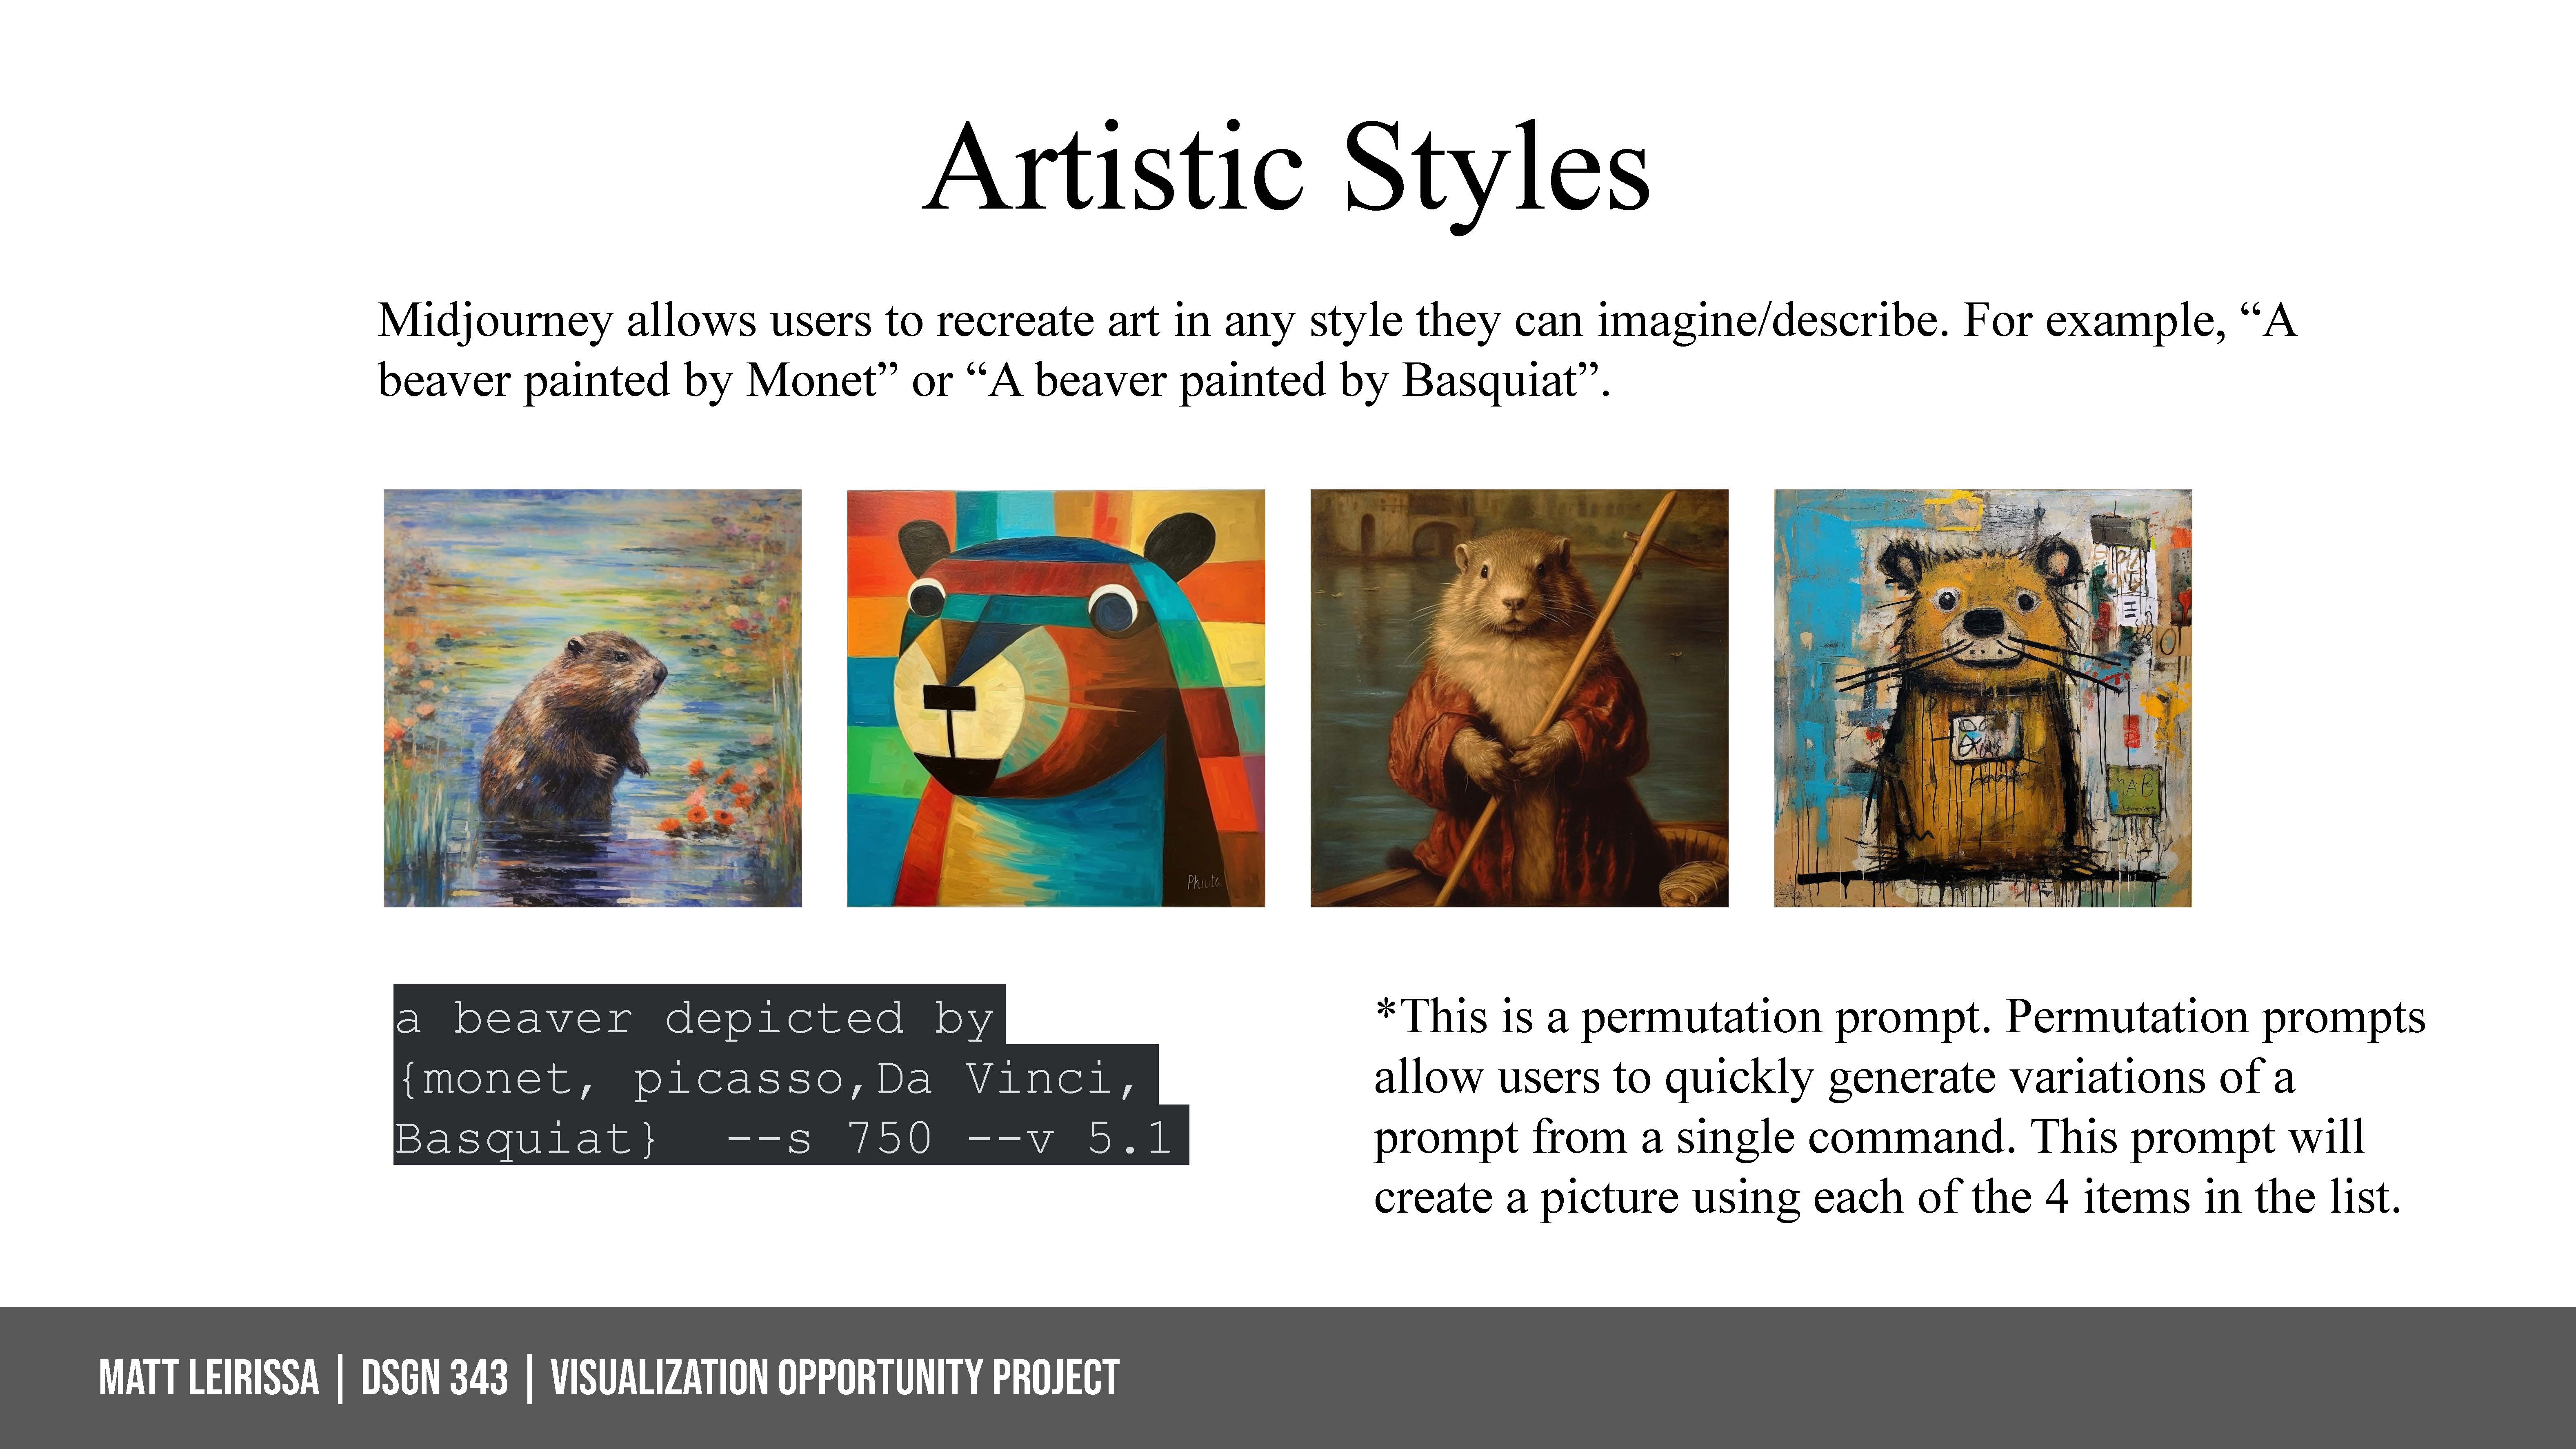 Artistic Styles
Midjourney allows users to recreate art in any style they can imagine/describe. For example, “A
beaver painted by Monet” or “A beaver painted by Basquiat”.
a beaver depicted by
{monet, picasso,Da Vinci,
Basquiat}  --s 750 --v 5.1
*This is a permutation prompt. Permutation prompts
allow users to quickly generate variations of a
prompt from a single command. This prompt will
create a picture using each of the 4 items in the list.
MATT LEIRISSA | DSGN 343 | VISUALIZATION OPPORTUNITY PROJECT